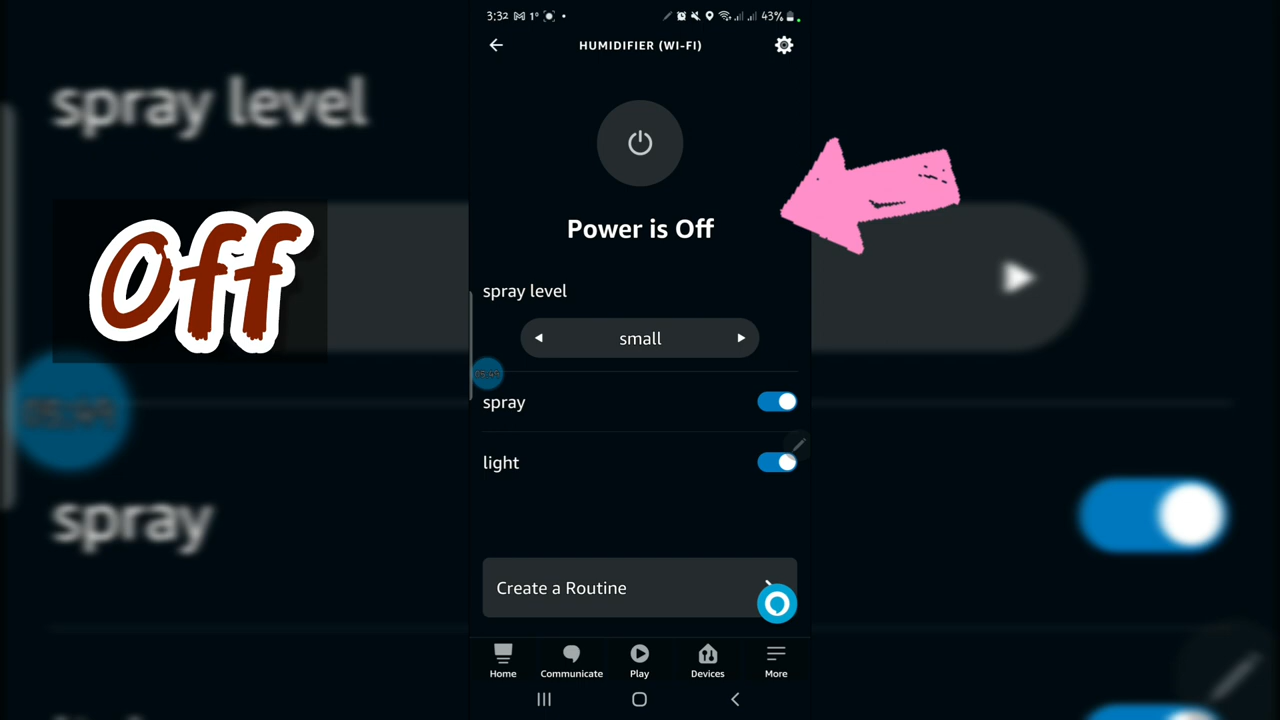 3:32 M 1° 43%
HUMIDIFIER (WI-FI)
spray level
Off
Power is Off
spray level
small
spray
light
spray
Create a Routine
Home Communicate Play Devices More